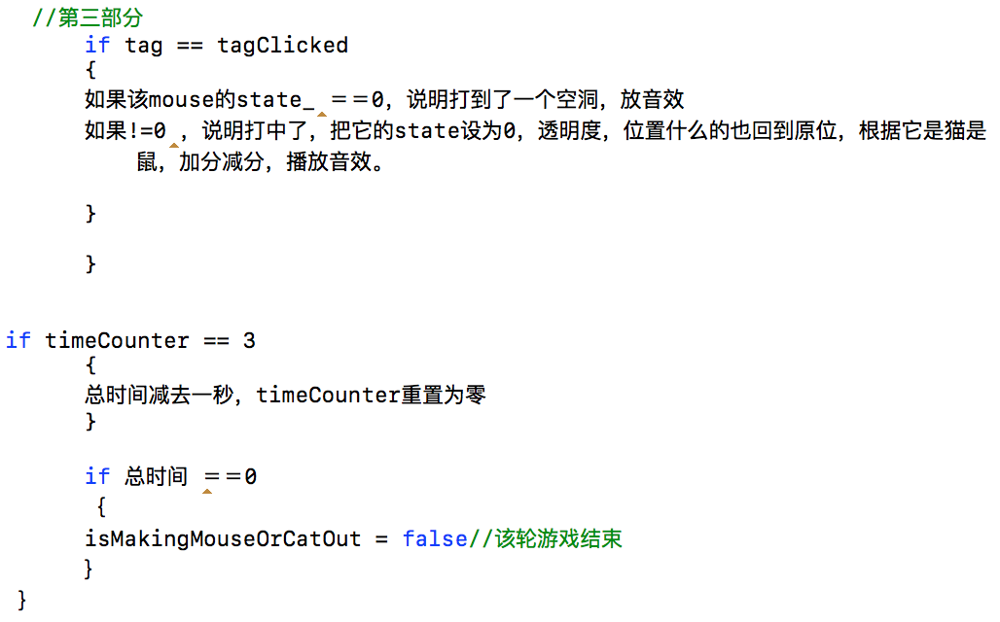 //第三部分
if tag == tagClicked
{
如果该mouse的state_ ＝＝0，说明打到了一个空洞，放音效
如果!=0 ，说明打中了，把它的state设为0，透明度，位置什么的也回到原位，根据它是猫是
鼠，加分减分，播放音效。
}
}
if timeCounter == 3
{
总时间减去一秒，timeCounter重置为零
}
if 总时间 ＝＝0
{
isMakingMouseOrCatOut = false//该轮游戏结束
}
}